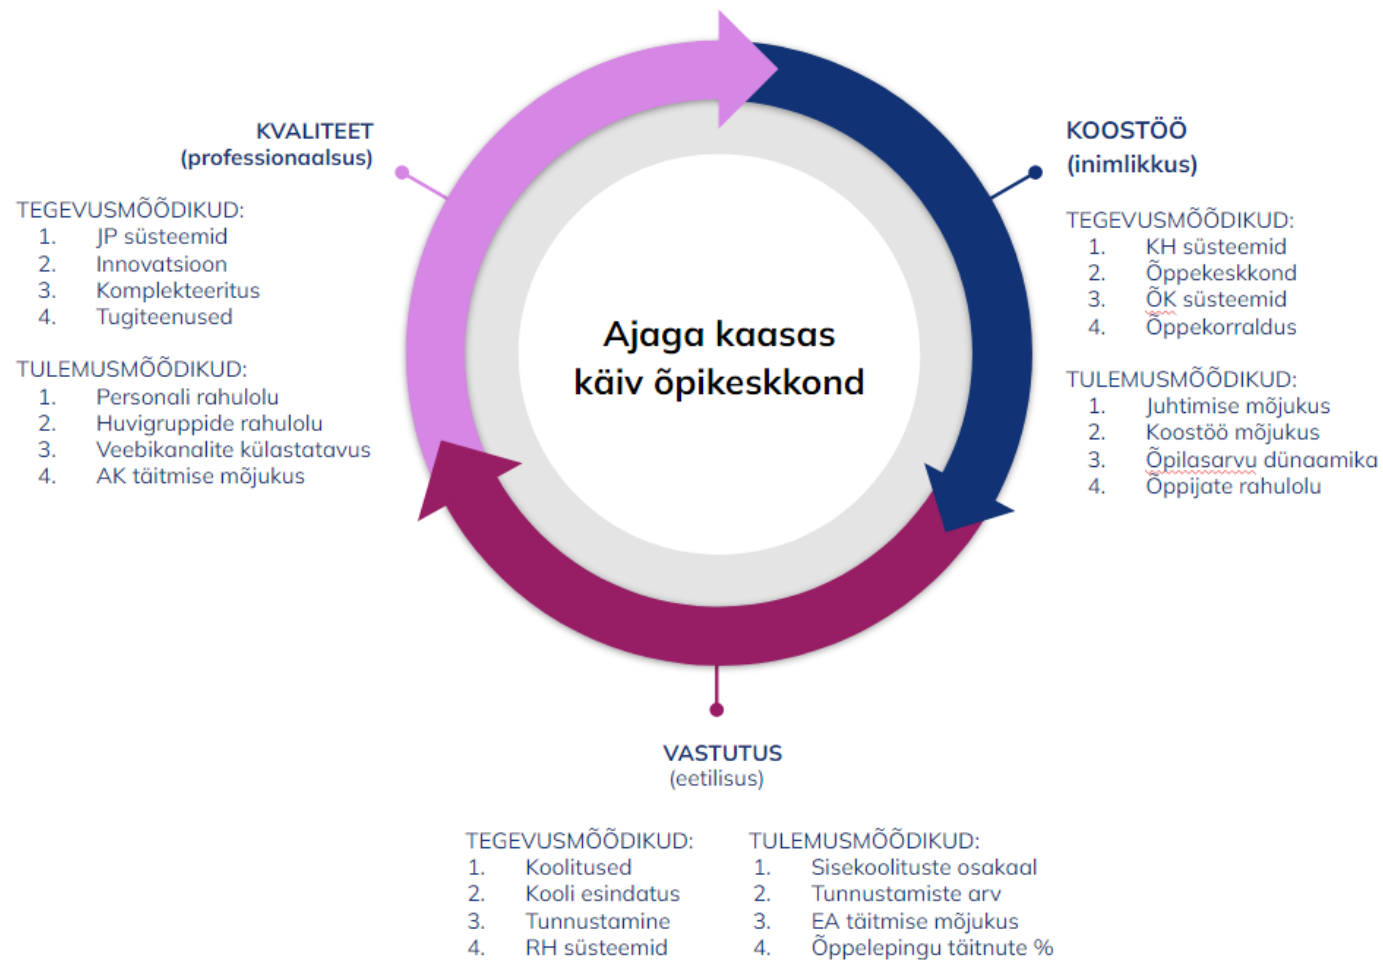 KVALITEET
(professionaalsus)
TEGEVUSMÕÕDIKUD:
1. JP süsteemid
2. Innovatsioon
3. Komplekteeritus
4. Tugiteenused
TULEMUSMÕÕDIKUD:
1. Personali rahulolu
2. Huvigruppide rahulolu
3. Veebikanalite külastatavus
4. AK täitmise mõjukus
Ajaga kaasas
käiv õpikeskkond
KOOSTÖÖ
(inimlikkus)
TEGEVUSMÕÕDIKUD:
1. KH süsteemid
2. Õppekeskkond
3. ÕK süsteemid
4. Õppekorraldus
TULEMUSMÕÕDIKUD:
1. Juhtimise mõjukus
2. Koostöö mõjukus
3. Õpilasarvu dünaamika
4. Õppijate rahulolu
VASTUTUS
(eetilisus)
TEGEVUSMÕÕDIKUD:
1. Koolitused
2. Kooli esindatus
3. Tunnustamine
4. RH süsteemid
TULEMUSMÕÕDIKUD:
1. Sisekoolituste osakaal
2. Tunnustamiste arv
3. EA täitmise mõjukus
4. Õppelepingu täitnute %